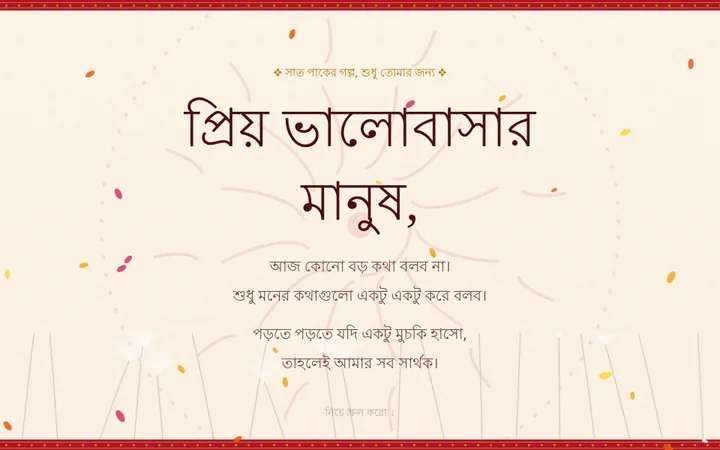 ❖ সাত পাকের গল্প, শুধু তোমার জন্য ❖
প্রিয় ভালোবাসার
মানুষ,
আজ কোনো বড় কথা বলব না।
শুধু মনের কথাগুলো একটু একটু করে বলব।
পড়তে পড়তে যদি একটু মুচকি হাসো,
তাহলেই আমার সব সার্থক।
নিচে স্ক্রল করো ↓